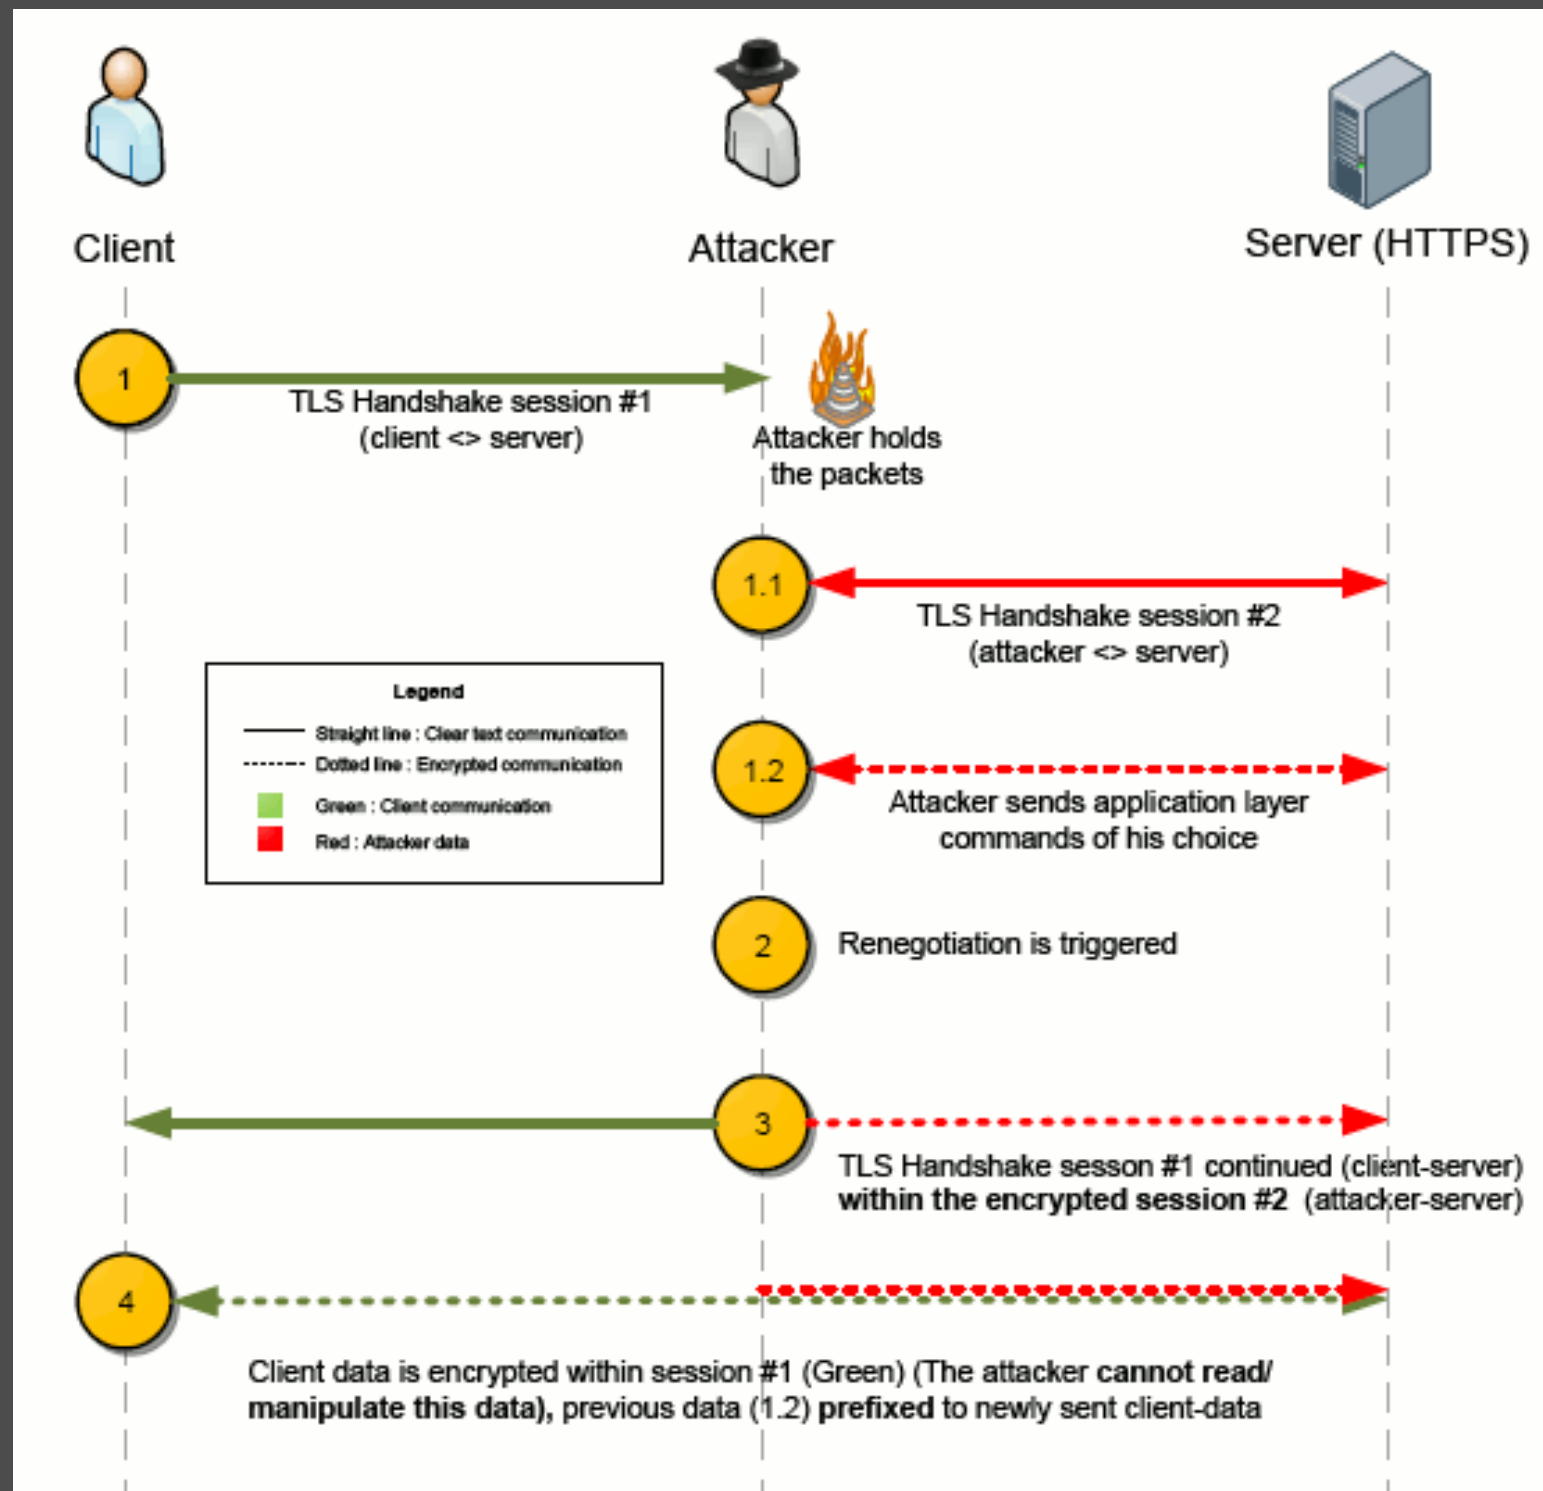 Client
Attacker
Server (HTTPS)
1
TLS Handshake session #1
(client <> server)
Attacker holds
the packets
1.1
TLS Handshake session #2
(attacker <> server)
Legend
Straight line : Clear text communication
Dotted line : Encrypted communication
Green : Client communication
Red : Attacker data
1.2
Attacker sends application layer
commands of his choice
2
Renegotiation is triggered
3
TLS Handshake sesson #1 continued (client-server)
within the encrypted session #2 (attacker-server)
4
Client data is encrypted within session #1 (Green) (The attacker cannot read/
manipulate this data), previous data (1.2) prefixed to newly sent client-data